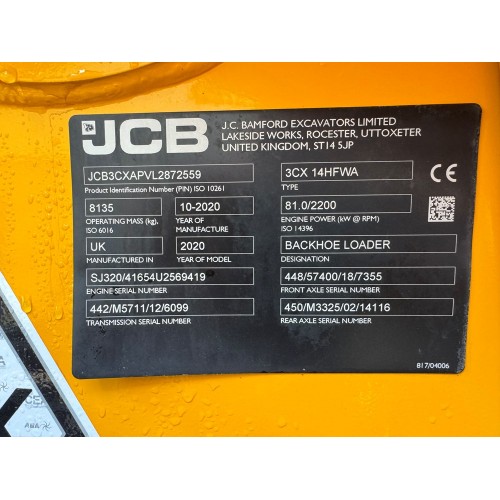 JCB
J.C. BAMFORD EXCAVATORS LIMITED
LAKESIDE WORKS, ROCESTER, UTTOXETER
UNITED KINGDOM, ST14 5JP
JCB3CXAPVL2872559
Product Identification Number (PIN) ISO 10261
3CX 14HFWA
TYPE
CE
8135
OPERATING MASS (kg),
ISO 6016
10-2020
YEAR OF
MANUFACTURE
81.0/2200
ENGINE POWER (kW @ RPM)
ISO 14396
UK
MANUFACTURED IN
2020
YEAR OF MODEL
BACKHOE LOADER
DESIGNATION
SJ320/41654U2569419
ENGINE SERIAL NUMBER
448/57400/18/7355
FRONT AXLE SERIAL NUMBER
442/M5711/12/6099
TRANSMISSION SERIAL NUMBER
450/M3325/02/14116
REAR AXLE SERIAL NUMBER
817/04006